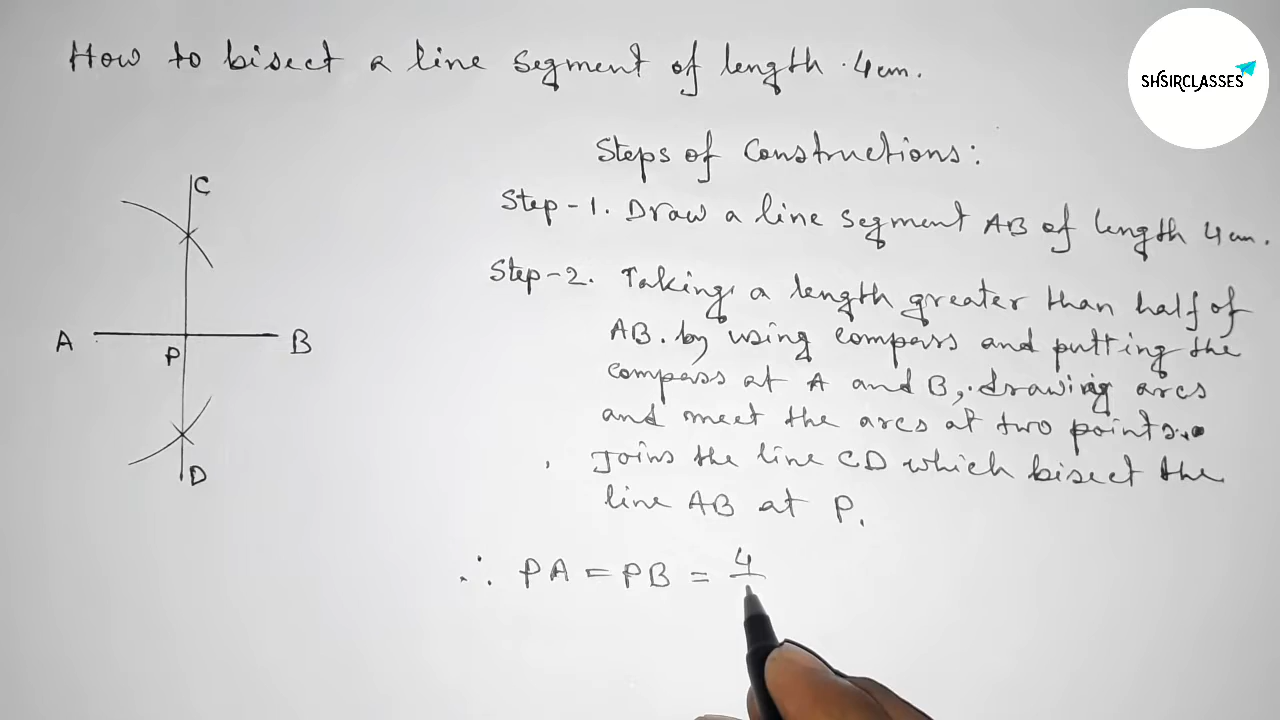 How to bisect a line segment of length 4cm.
SHSIRCLASSES
Steps of Constructions:
Step-1. Draw a line segment AB of length 4cm.
Step-2. Taking a length greater than half of
AB. by using compass and putting the
compass at A and B, drawing arcs
and meet the arcs at two points.
Joins the line CD which bisect the
line AB at P.
C
A
B
P
D
∴ PA = PB = 4